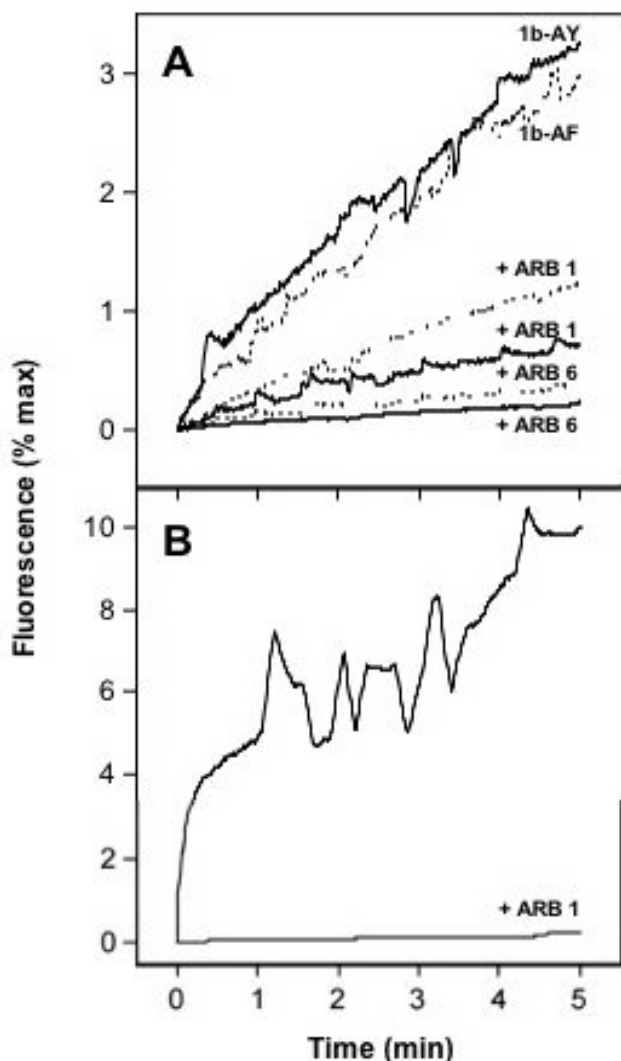 A
1b-AY
1b-AF
+ ARB 1
+ ARB 1
+ ARB 6
+ ARB 6
3
2
1
0
Fluorescence (% max)
B
10
8
6
4
2
0
+ ARB 1
0 1 2 3 4 5
Time (min)